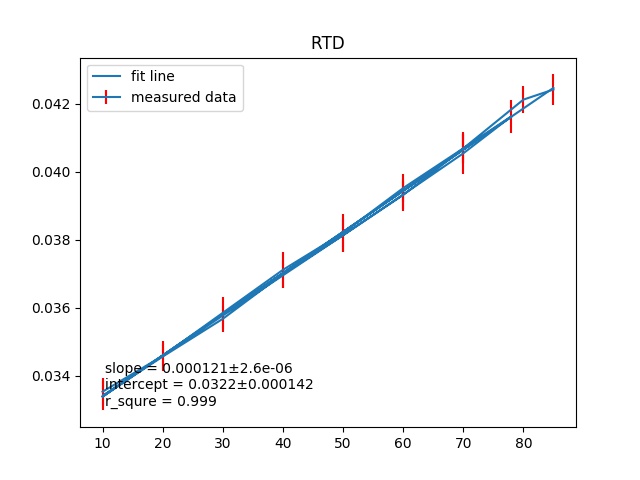 RTD
fit line
measured data
0.042
0.040
0.038
0.036
0.034
slope = 0.000121±2.6e-06
intercept = 0.0322±0.000142
r_squre = 0.999
10 20 30 40 50 60 70 80